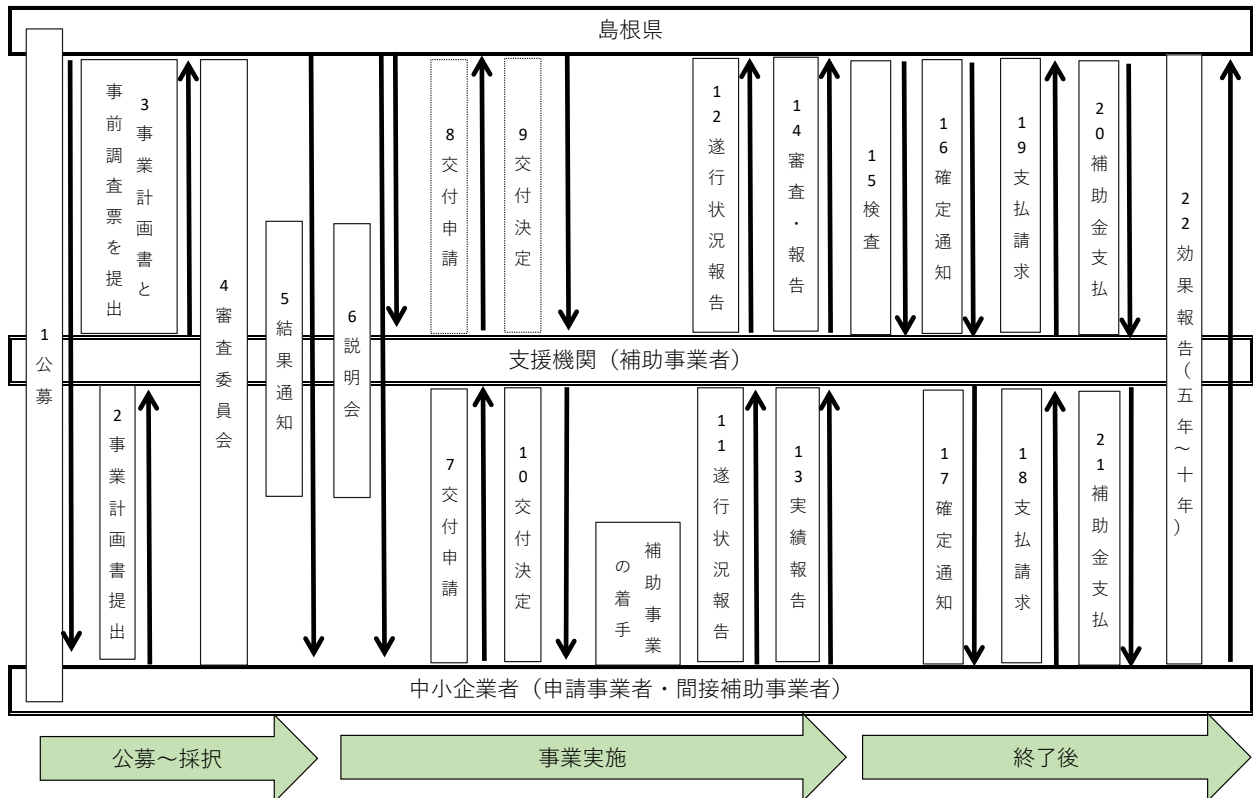 島根県
1公募
2事業計画書提出
3事業計画書と
事前調査票を提出
4審査委員会
5結果通知
6説明会
7交付申請
8交付申請
9交付決定
10交付決定
補助事業
の着手
11遂行状況報告
12遂行状況報告
13実績報告
14審査・報告
15検査
16確定通知
17確定通知
18支払請求
19支払請求
20補助金支払
21補助金支払
22効果報告(五年~十年)
支援機関(補助事業者)
中小企業者(申請事業者・間接補助事業者)
公募~採択
事業実施
終了後